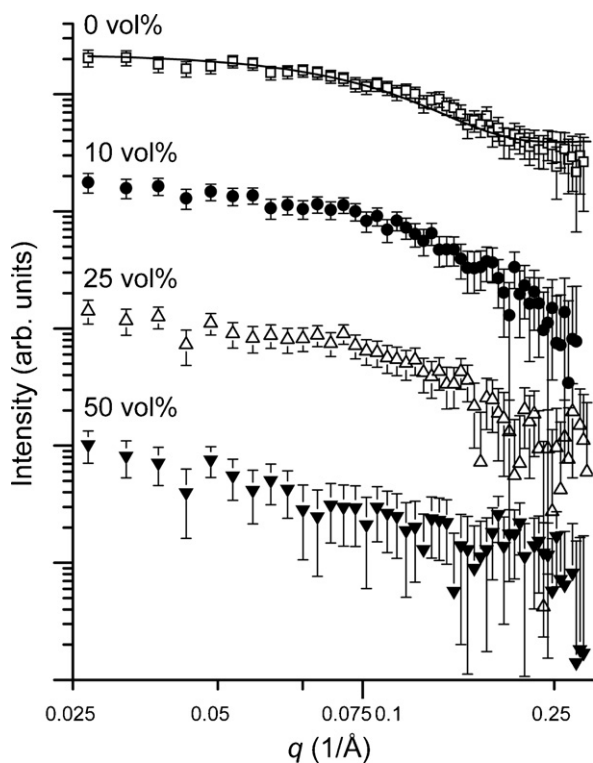 0 vol%
10 vol%
25 vol%
50 vol%
Intensity (arb. units)
0.025 0.05 0.075 0.1 0.25
q (1/Å)